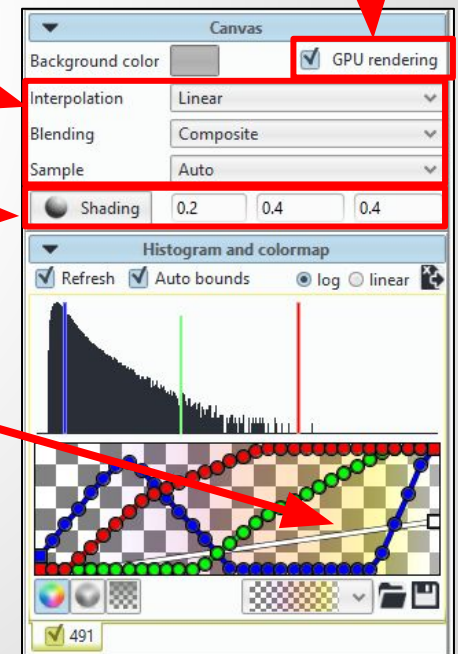 Canvas
Background color GPU rendering
Interpolation Linear
Blending Composite
Sample Auto
Shading 0.2 0.4 0.4
Histogram and colormap
Refresh Auto bounds log linear
491